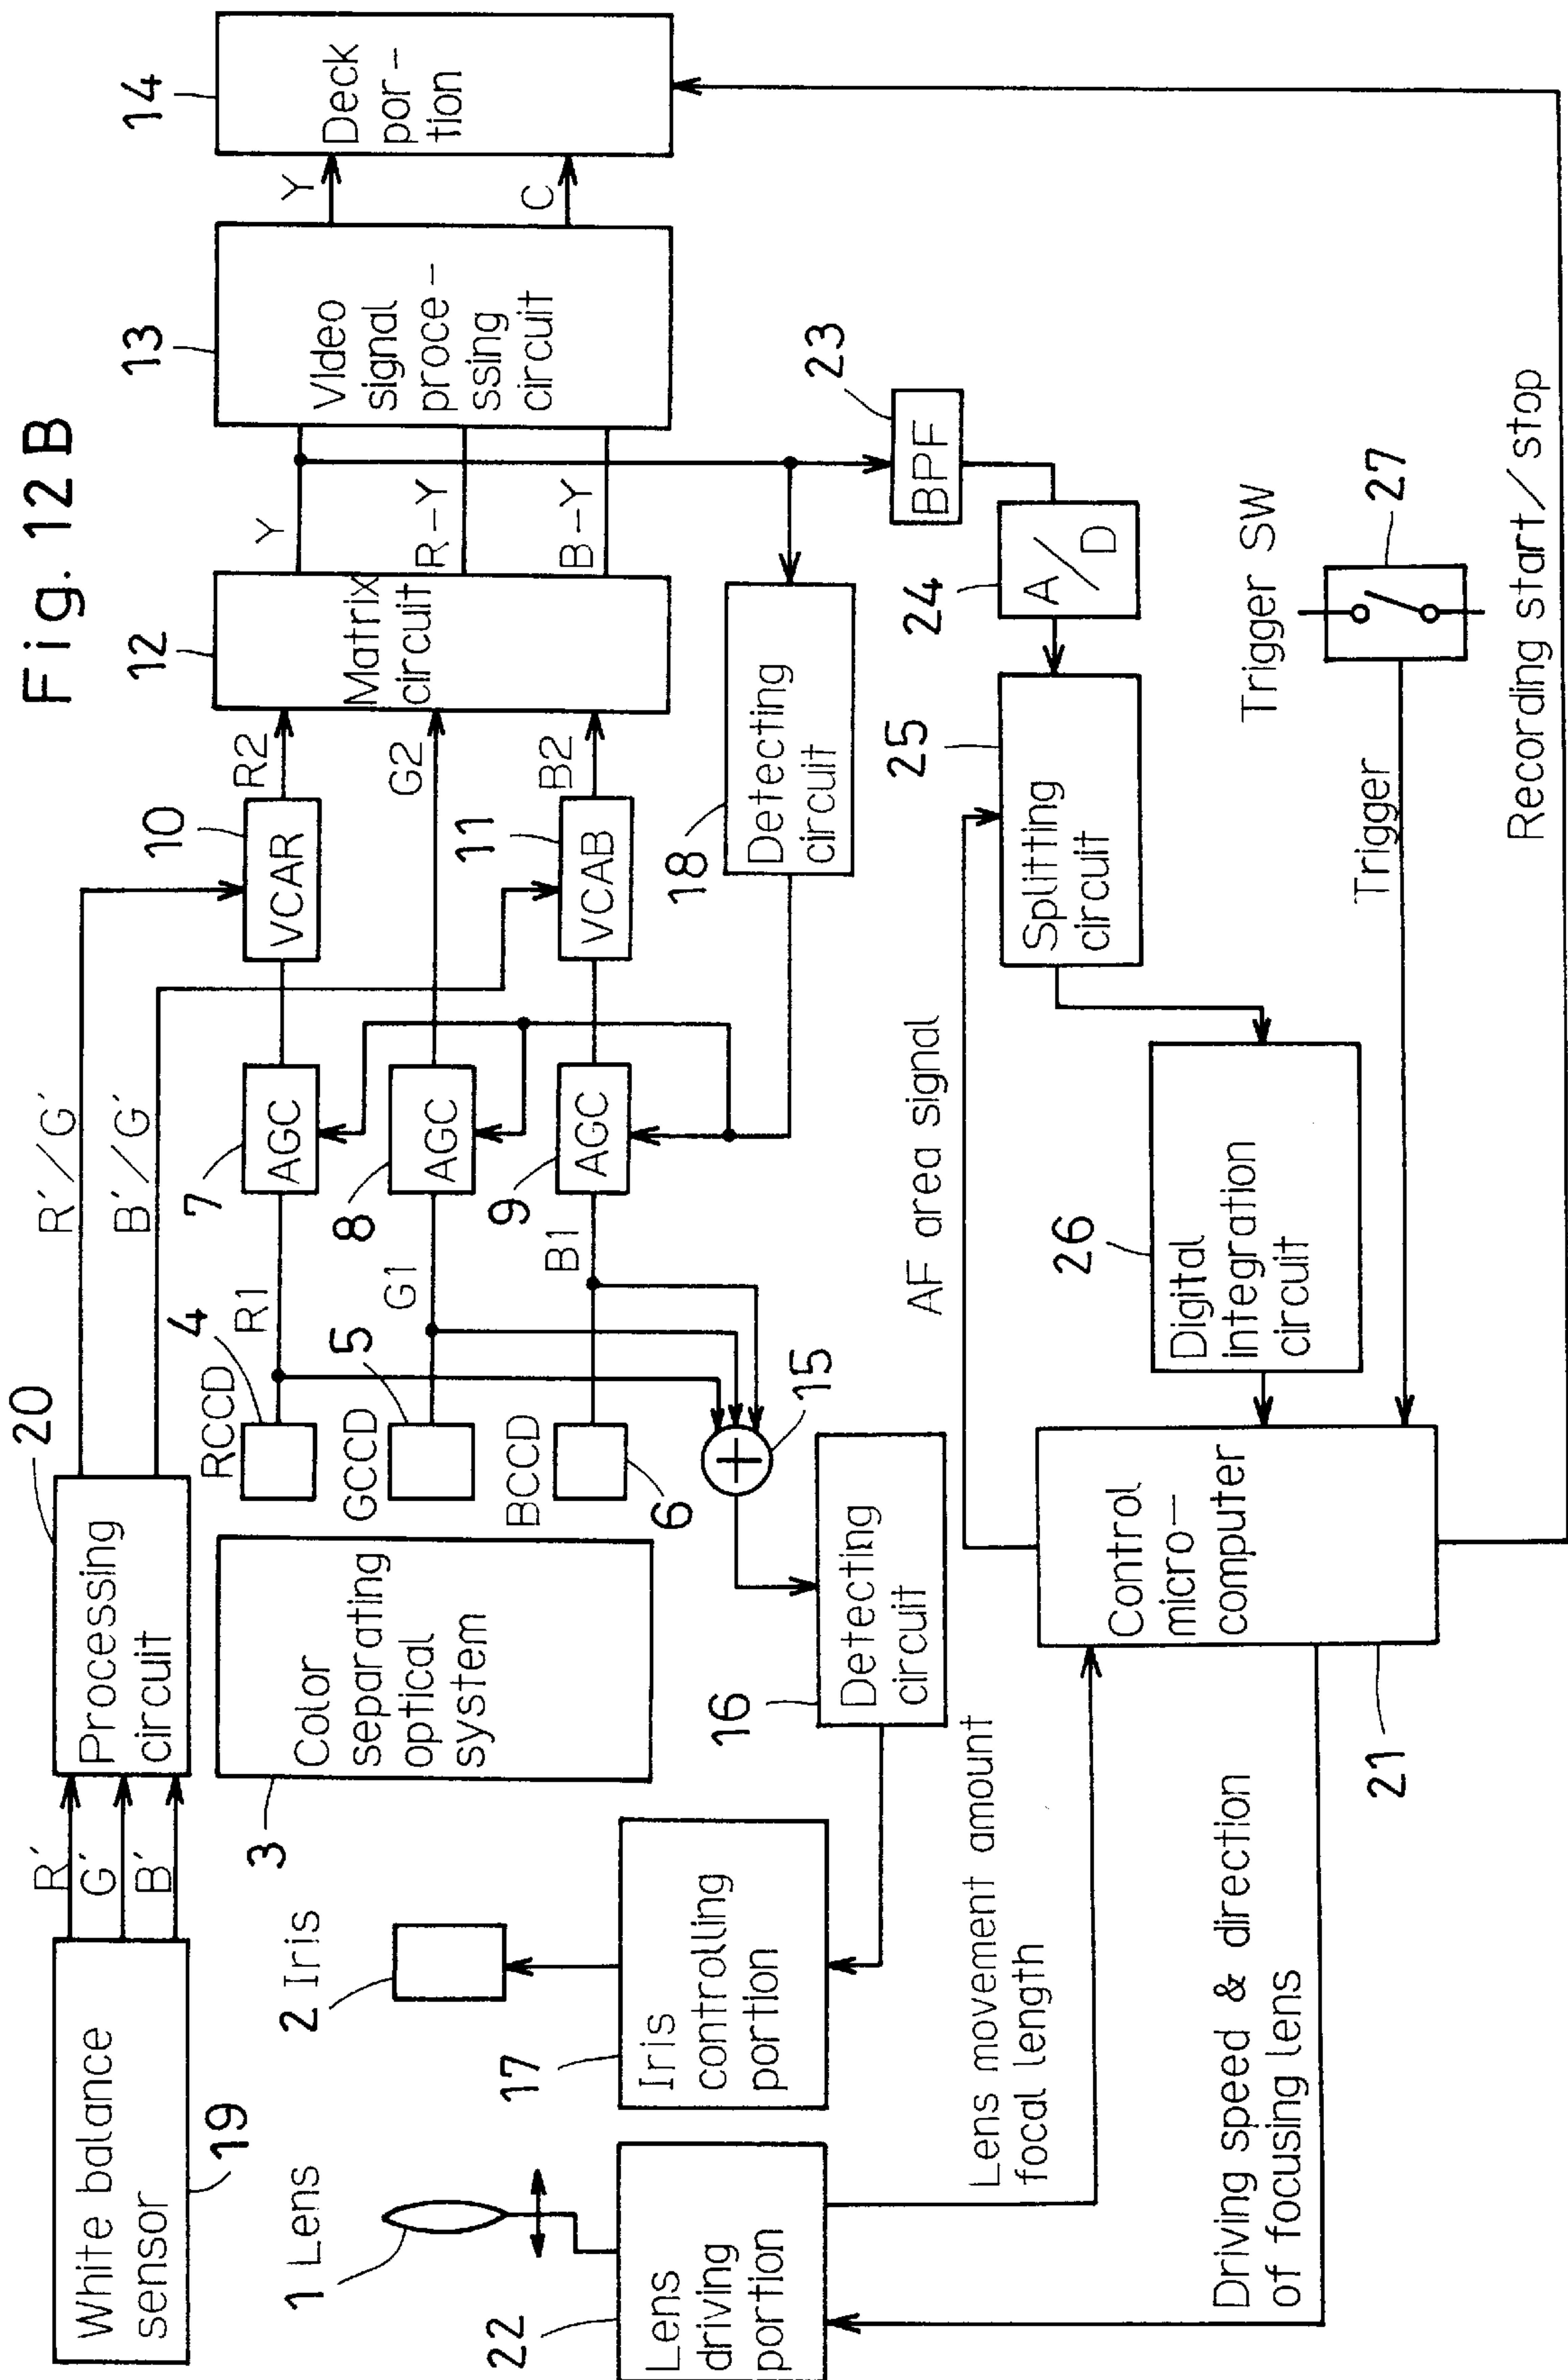 Fig. 12B
White balance
sensor
19
R′
G′
B′
Processing
circuit
20
R′/G′
B′/G′
1 Lens
2 Iris
Color
separating
optical
system
3
RCCD
4
GCCD
5
BCCD
6
R1
G1
B1
7
AGC
8
AGC
9
AGC
10
VCAR
11
VCAB
R2
G2
B2
12
Matrix
circuit
Y
R-Y
B-Y
13
VIdeo
signal
proce-
ssing
circuit
Y
C
14
Deck
por-
tion
22
Lens
driving
portion
17
Iris
controlling
portion
16
Detecting
circuit
15
18
Detecting
circuit
23
BPF
24
A/D
25
Splitting
circuit
AF area signal
26
Digital
integration
circuit
Lens movement amount
focal length
Control
micro-
computer
21
Driving speed & direction
of focusing lens
Trigger SW
27
Trigger
Recording start/stop